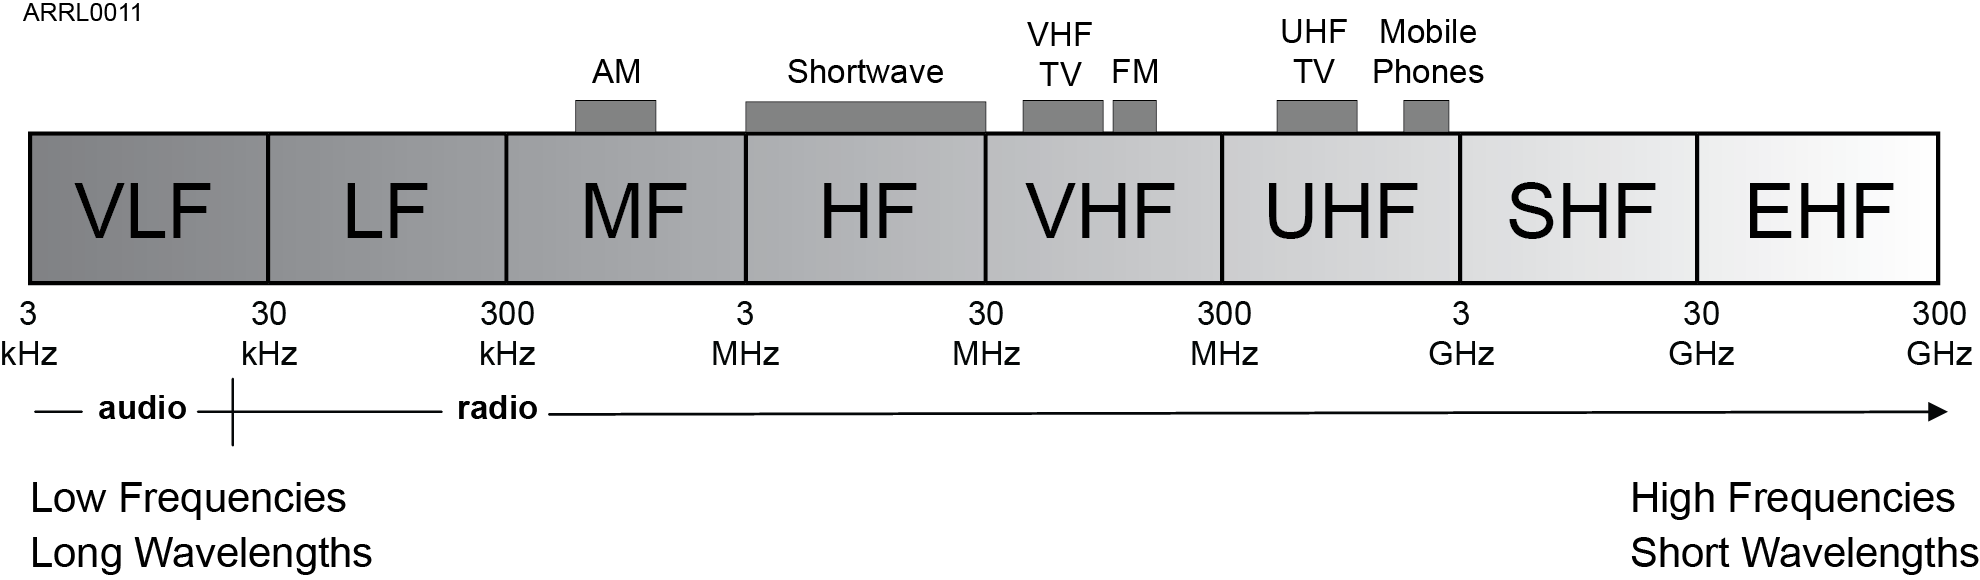 ARRL0011
VHF UHF Mobile
AM Shortwave TV FM TV Phones
VLF LF MF HF VHF UHF SHF EHF
3 30 300 3 30 300 3 30 300
kHz kHz kHz MHz MHz MHz GHz GHz GHz
audio radio
Low Frequencies High Frequencies
Long Wavelengths Short Wavelengths